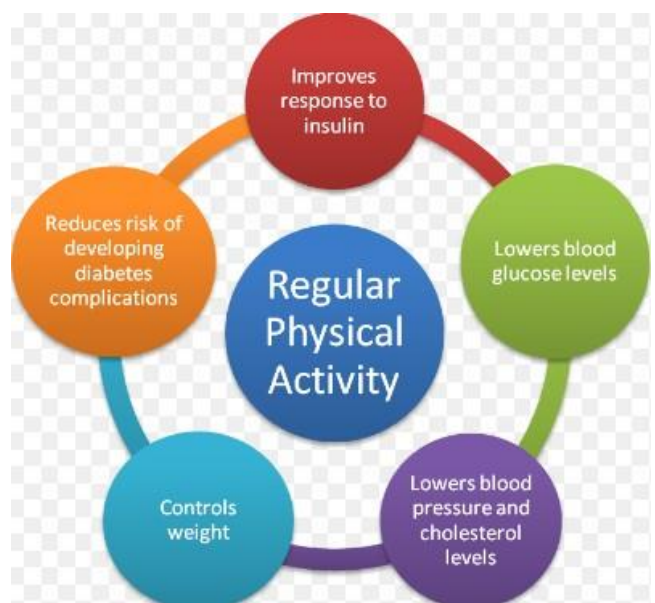 Improves
response to
insulin
Lowers blood
glucose levels
Lowers blood
pressure and
cholesterol
levels
Controls
weight
Reduces risk of
developing
diabetes
complications
Regular
Physical
Activity